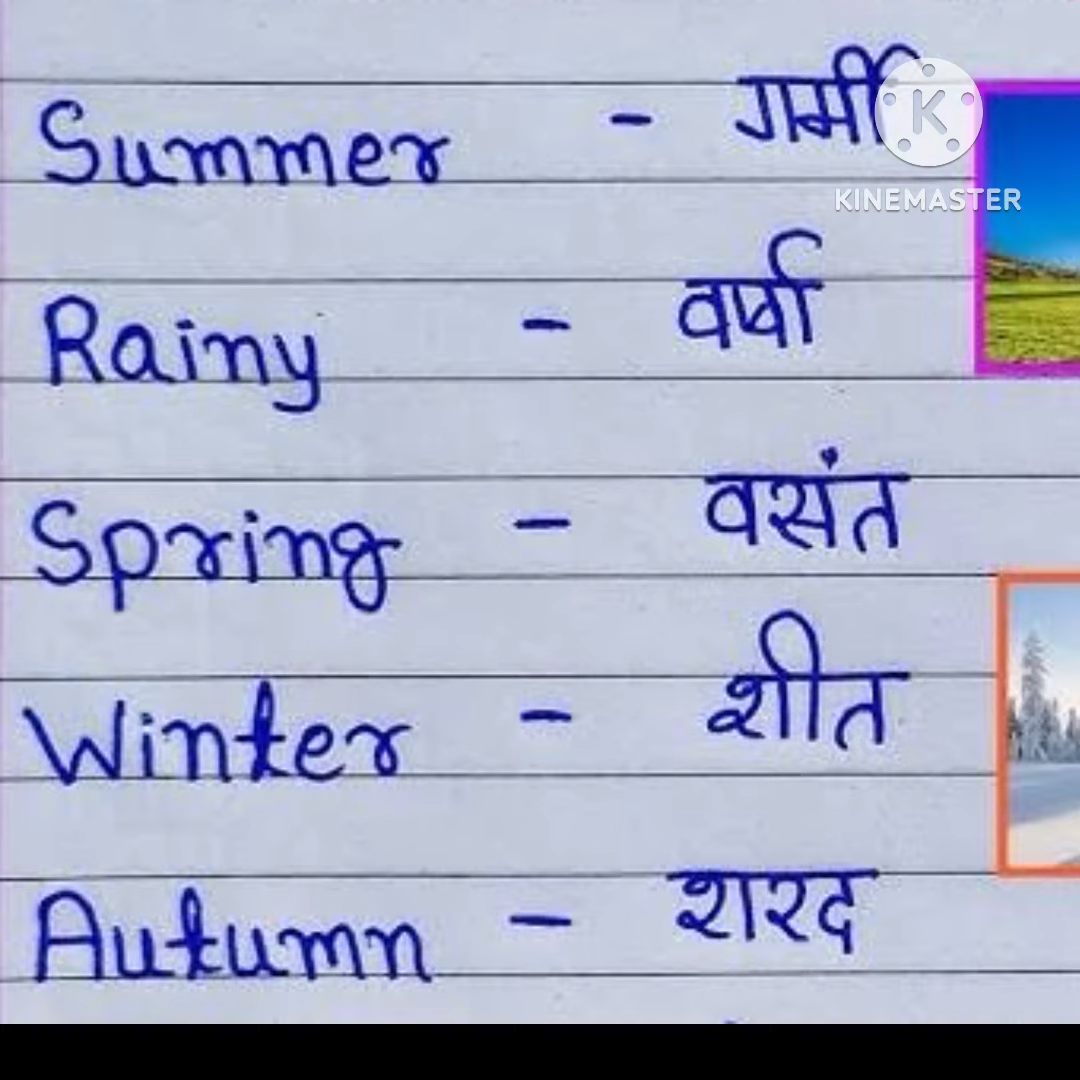 Summer - गर्मी
K
KINEMASTER
Rainy - वर्षा
Spring - वसंत
Winter - शीत
Autumn - शरद